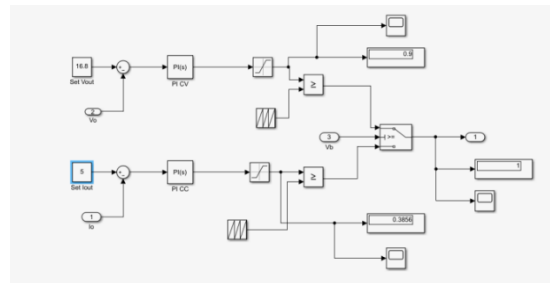 0.9
16.8
PI(s)
Set Vout
PI CV
≥
2
Vo
3
>=
1
Vb
5
PI(s)
≥
1
Set Iout
PI CC
1
Io
0.3856